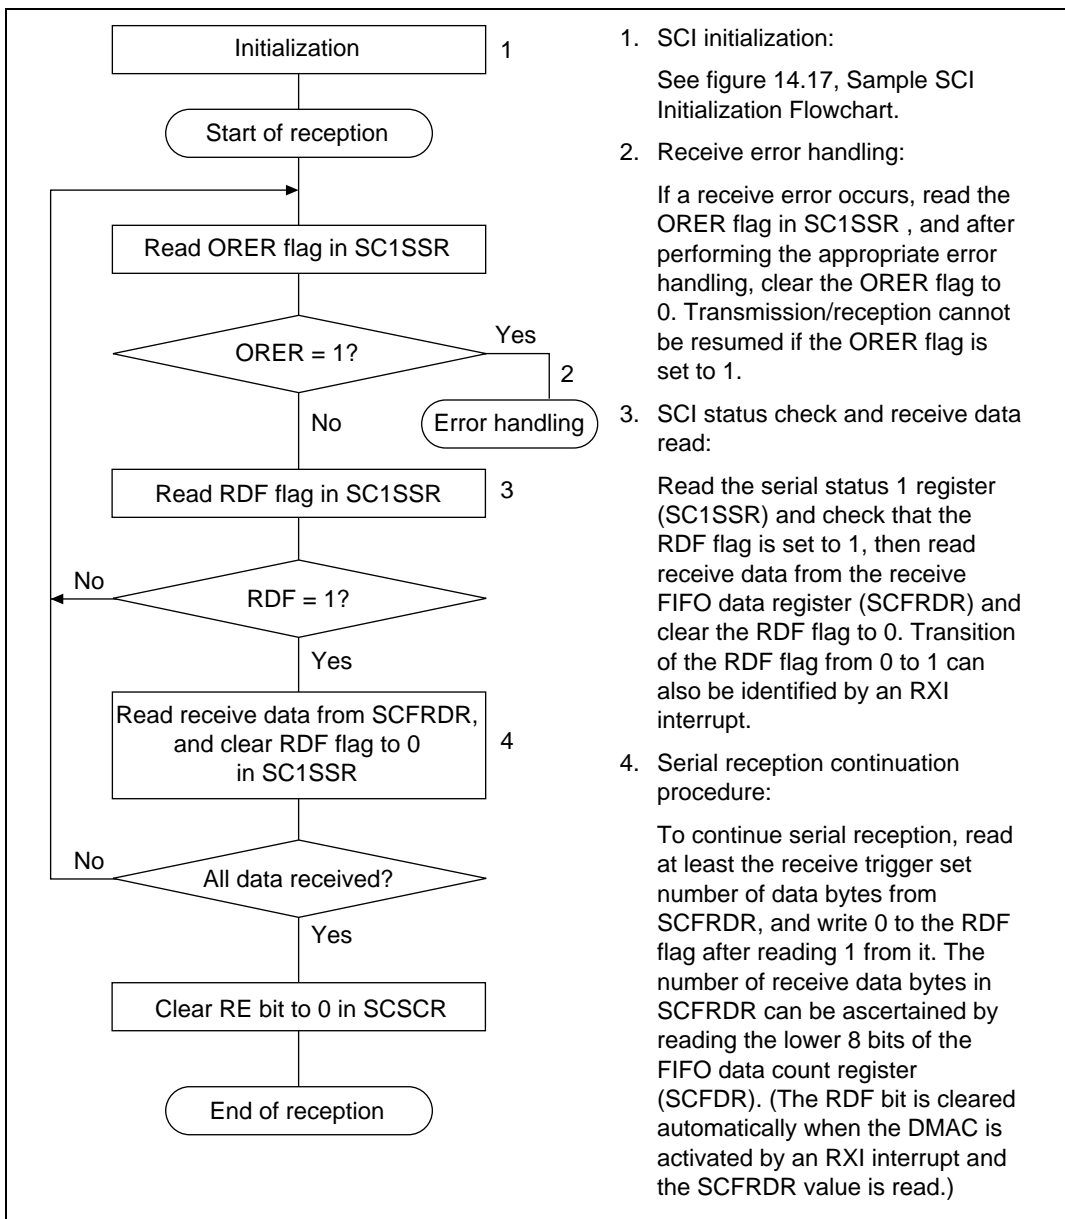 Initialization
1
Start of reception
Read ORER flag in SC1SSR
ORER = 1?
Yes
2
Error handling
No
Read RDF flag in SC1SSR
3
No
RDF = 1?
Yes
Read receive data from SCFRDR,
and clear RDF flag to 0
in SC1SSR
4
No
All data received?
Yes
Clear RE bit to 0 in SCSCR
End of reception
1. SCI initialization:
See figure 14.17, Sample SCI
Initialization Flowchart.
2. Receive error handling:
If a receive error occurs, read the
ORER flag in SC1SSR , and after
performing the appropriate error
handling, clear the ORER flag to
0. Transmission/reception cannot
be resumed if the ORER flag is
set to 1.
3. SCI status check and receive data
read:
Read the serial status 1 register
(SC1SSR) and check that the
RDF flag is set to 1, then read
receive data from the receive
FIFO data register (SCFRDR) and
clear the RDF flag to 0. Transition
of the RDF flag from 0 to 1 can
also be identified by an RXI
interrupt.
4. Serial reception continuation
procedure:
To continue serial reception, read
at least the receive trigger set
number of data bytes from
SCFRDR, and write 0 to the RDF
flag after reading 1 from it. The
number of receive data bytes in
SCFRDR can be ascertained by
reading the lower 8 bits of the
FIFO data count register
(SCFDR). (The RDF bit is cleared
automatically when the DMAC is
activated by an RXI interrupt and
the SCFRDR value is read.)